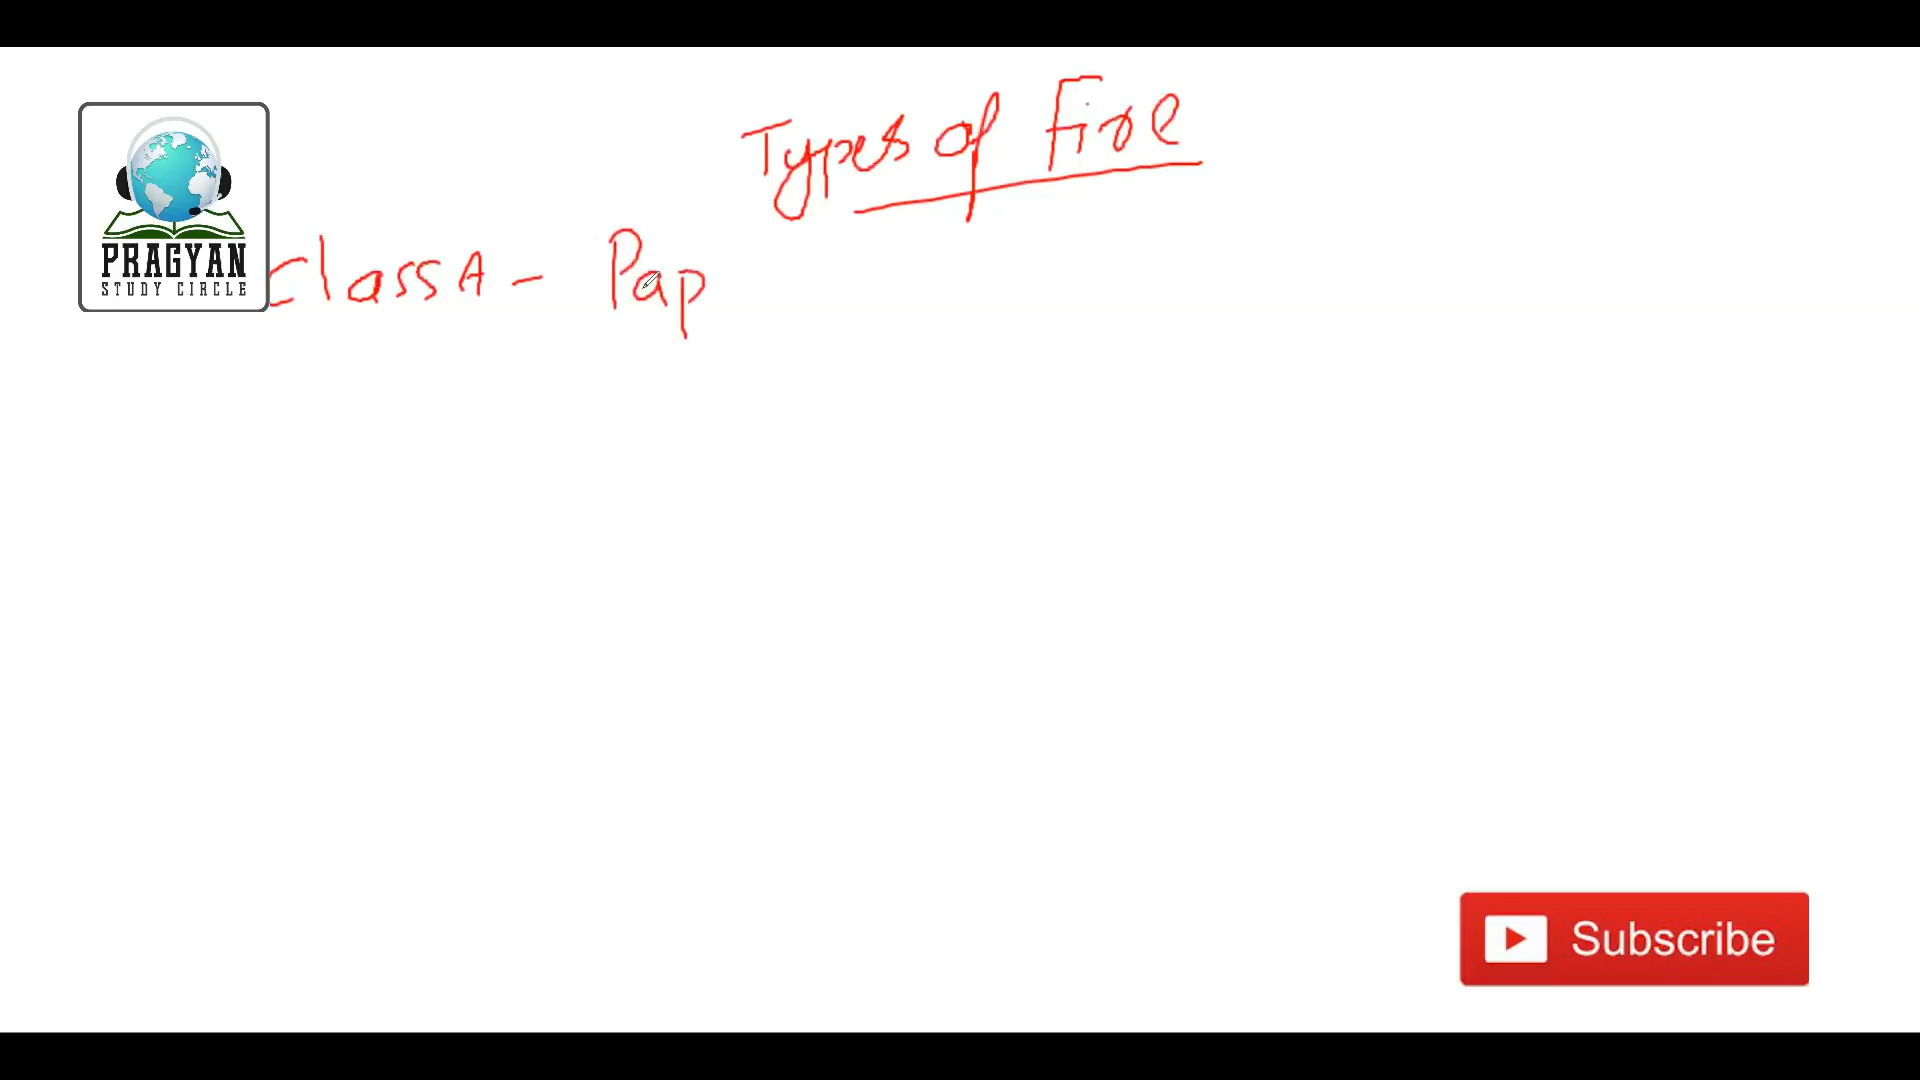 Types of Fire
PRAGYAN
STUDY CIRCLE
Class A - Pap
Subscribe